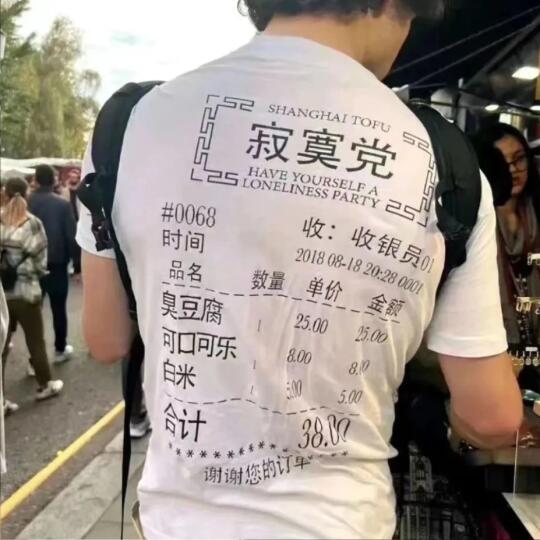 SHANGHAI TOFU
寂寞党
HAVE YOURSELF A
LONELINESS PARTY
#0068 收：收银员01
时间 2018 08-18 20:28 0001
品名 数量 单价 金额
臭豆腐 1 25.00 25.00
可口可乐 1 8.00 8.00
白米 1 5.00 5.00
合计 38.00
********************
谢谢您的订单